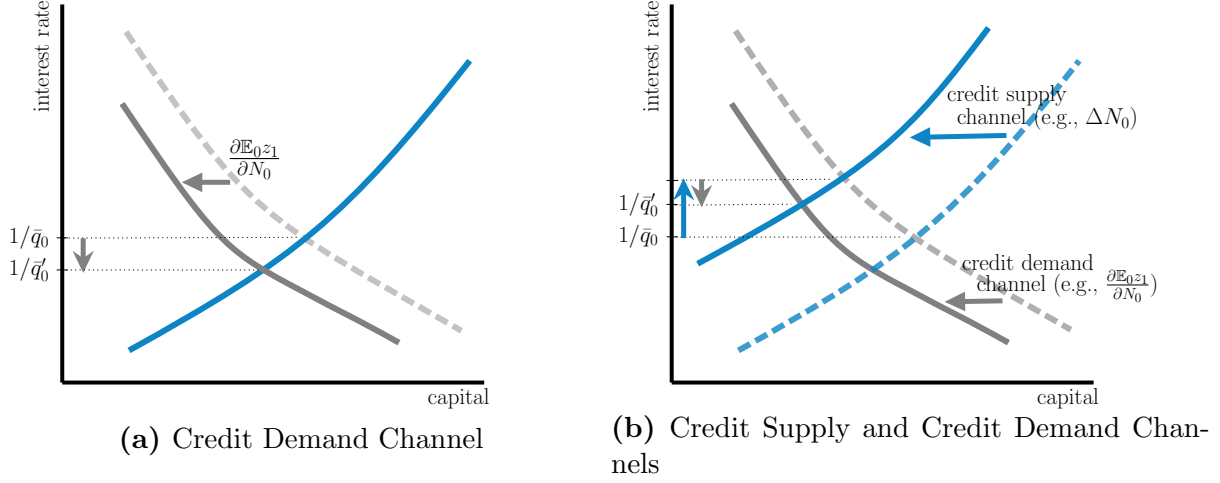 interest rate
∂𝔼₀z₁/∂N₀
1/q̄₀
1/q̄₀′
capital
(a) Credit Demand Channel
interest rate
credit supply
channel (e.g., ΔN₀)
1/q̄₀′
1/q̄₀
credit demand
channel (e.g., ∂𝔼₀z₁/∂N₀)
capital
(b) Credit Supply and Credit Demand Chan-
nels